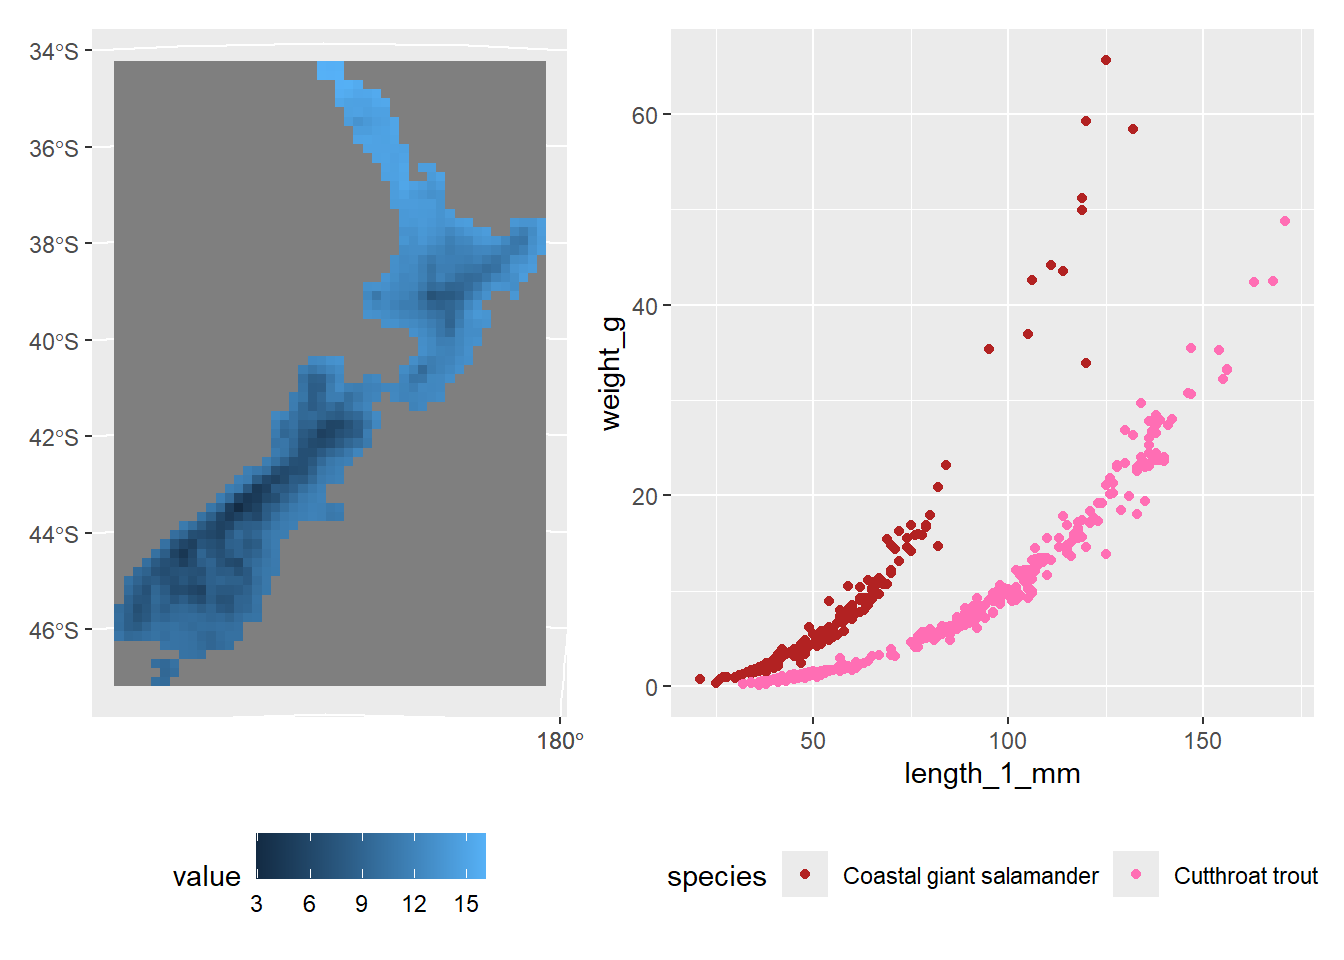 34°S
36°S
38°S
40°S
42°S
44°S
46°S
180°
value
3 6 9 12 15
weight_g
60
40
20
0
50 100 150
length_1_mm
species Coastal giant salamander Cutthroat trout